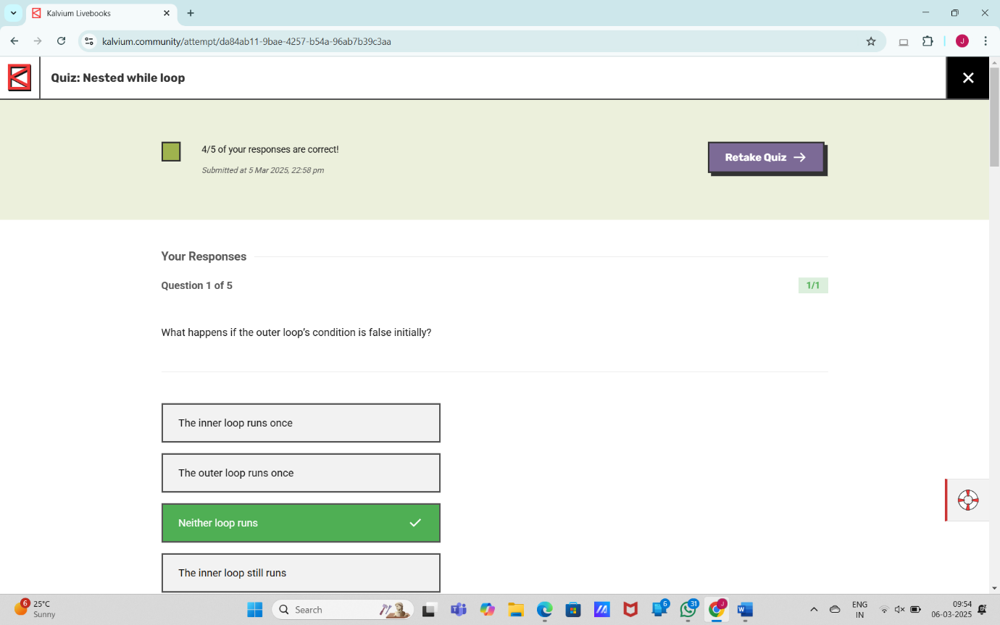 Kalvium Livebooks
kalvium.community/attempt/da84ab11-9bae-4257-b54a-96ab7b39c3aa
J
Quiz: Nested while loop
4/5 of your responses are correct!
Submitted at 5 Mar 2025, 22:58 pm
Retake Quiz
Your Responses
Question 1 of 5
1/1
What happens if the outer loop’s condition is false initially?
The inner loop runs once
The outer loop runs once
Neither loop runs
The inner loop still runs
6
25°C
Sunny
Search
6
31
J
ENG
IN
09:54
06-03-2025